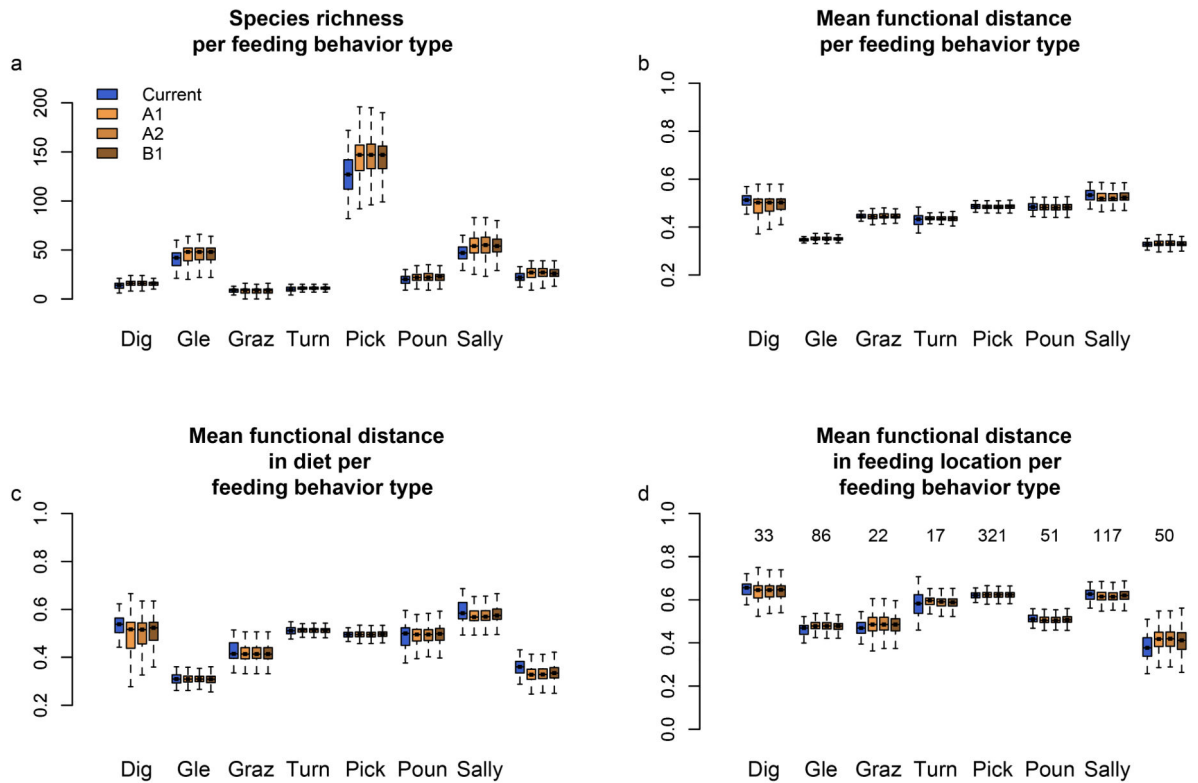 Species richness
per feeding behavior type
a
Current
A1
A2
B1
200
150
100
50
0
Dig Gle Graz Turn Pick Poun Sally
Mean functional distance
per feeding behavior type
b
1.0
0.8
0.6
0.4
0.2
Dig Gle Graz Turn Pick Poun Sally
Mean functional distance
in diet per
feeding behavior type
c
1.0
0.8
0.6
0.4
0.2
Dig Gle Graz Turn Pick Poun Sally
Mean functional distance
in feeding location per
feeding behavior type
d
1.0
0.8
0.6
0.4
0.2
0.0
33 86 22 17 321 51 117 50
Dig Gle Graz Turn Pick Poun Sally